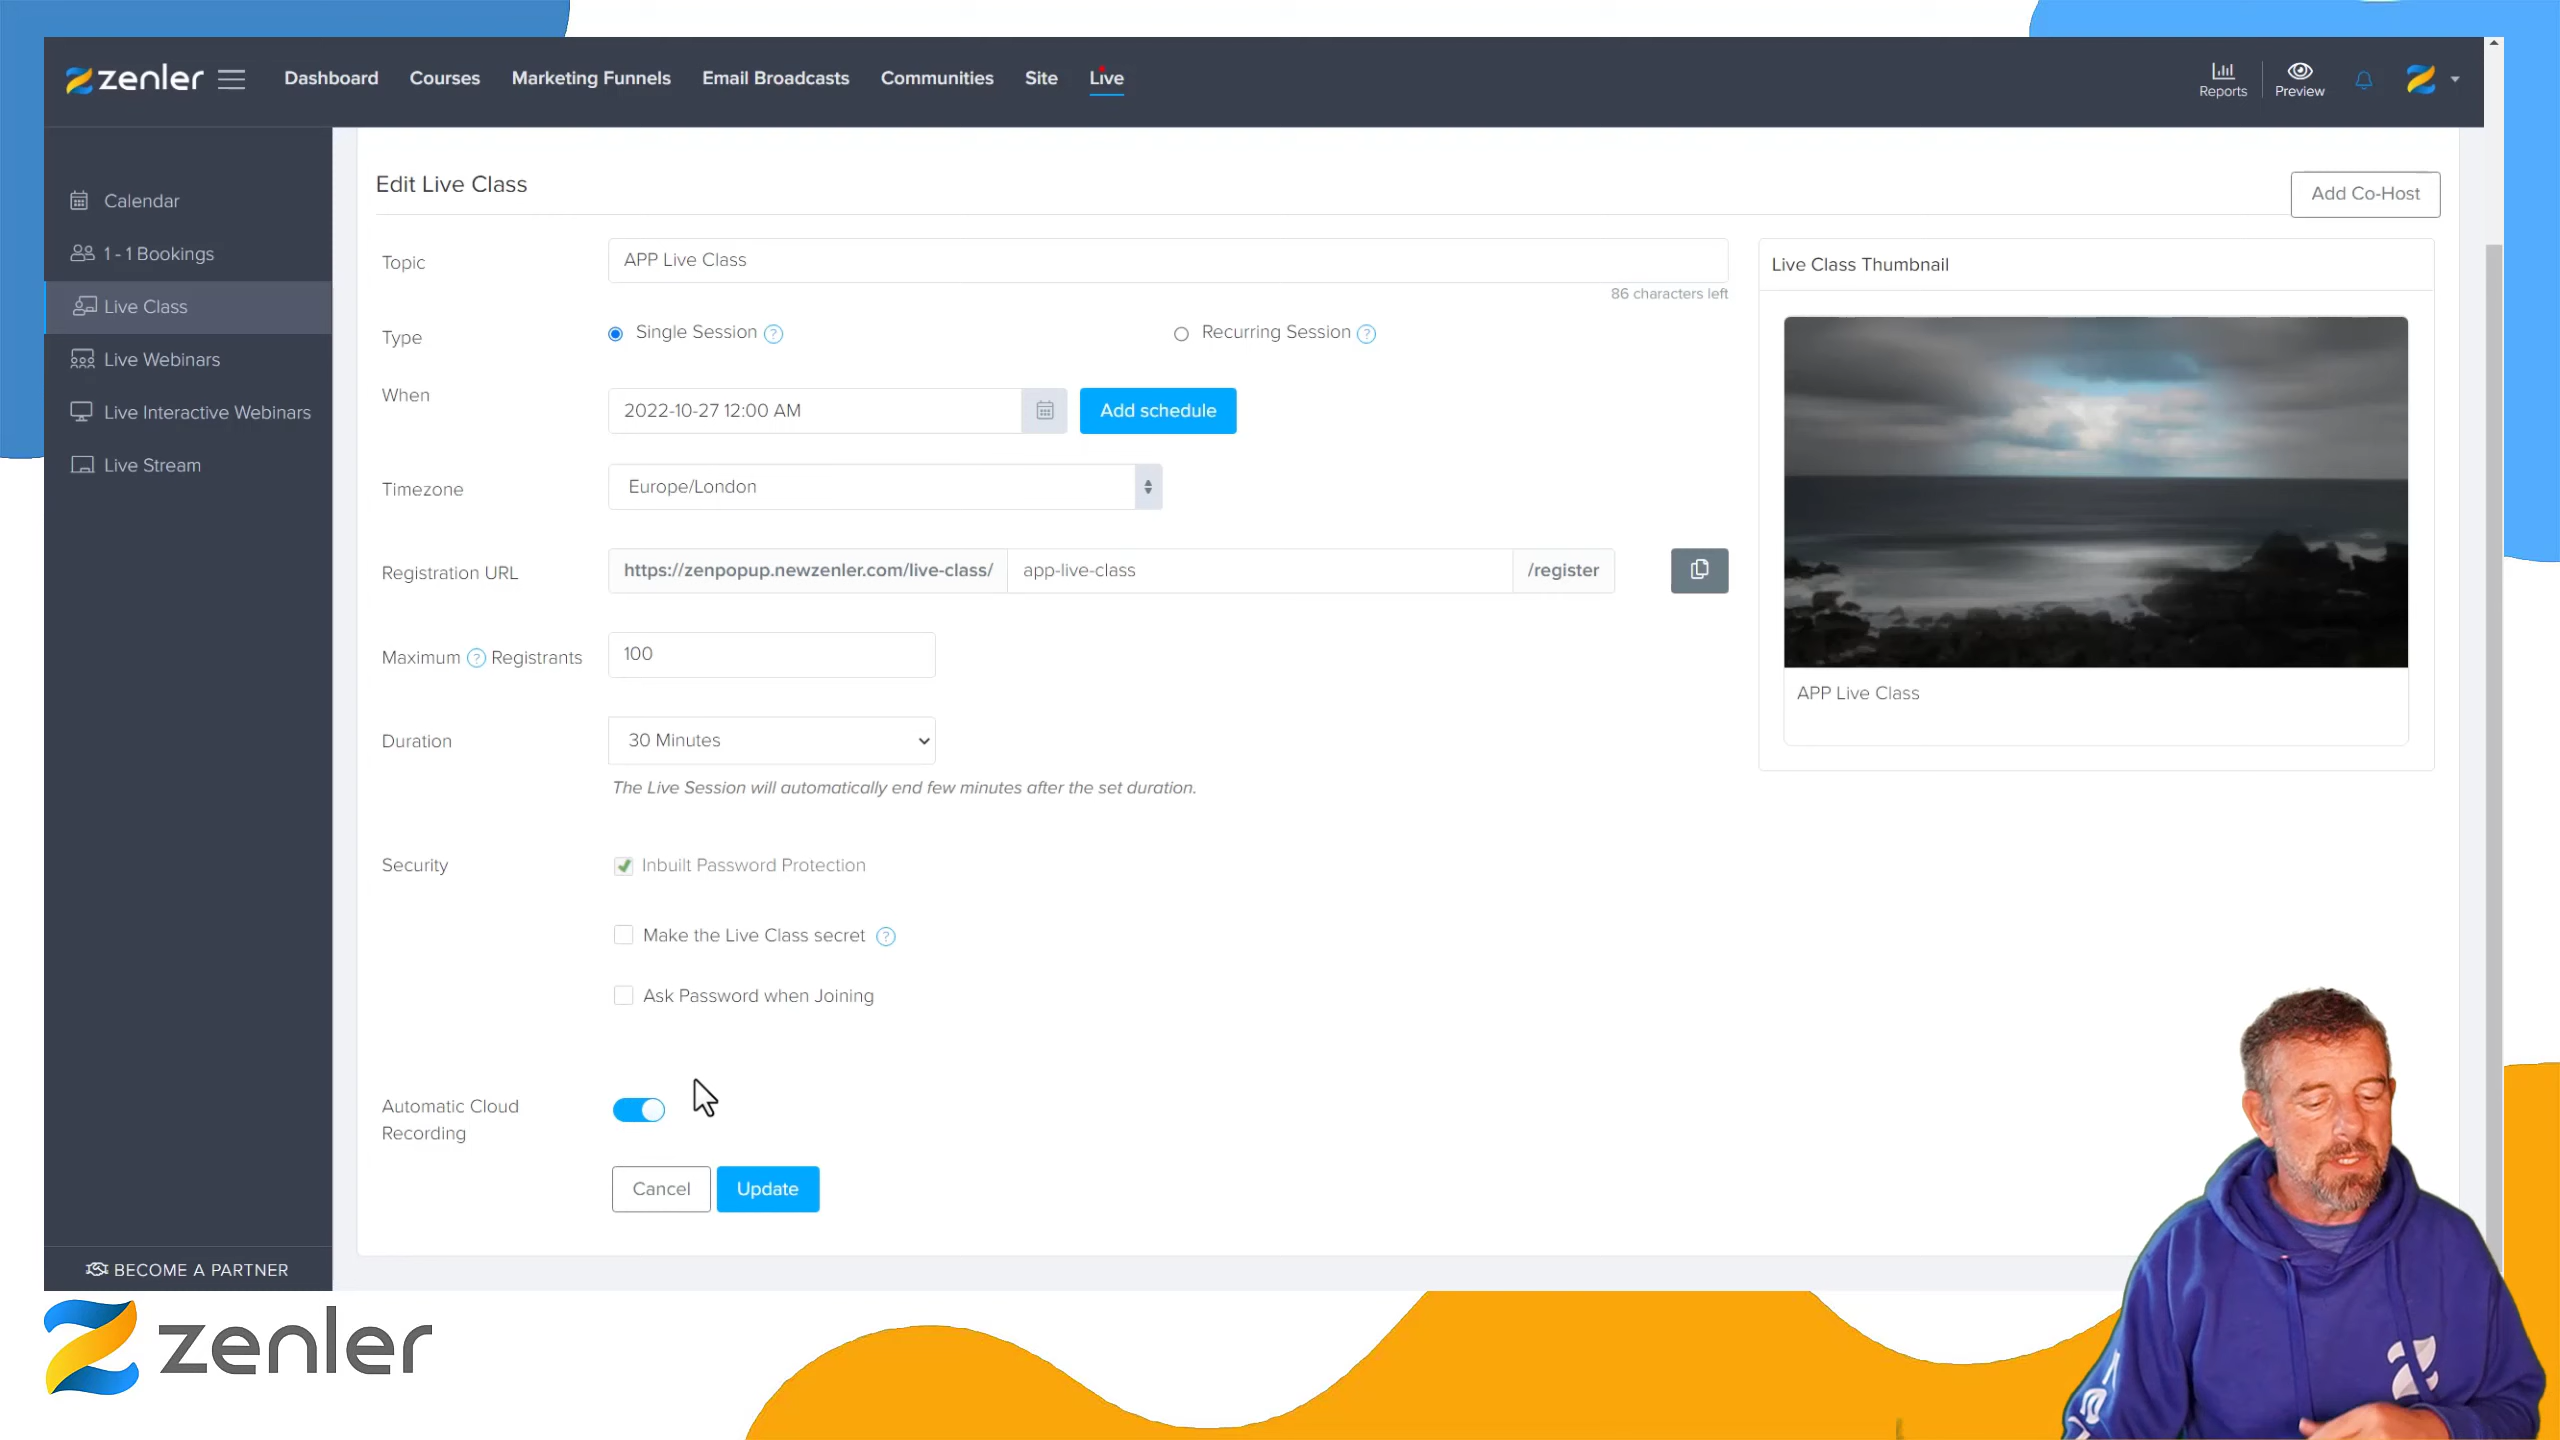 zenler
Dashboard
Courses
Marketing Funnels
Email Broadcasts
Communities
Site
Live
Reports
Preview
Calendar
1 - 1 Bookings
Live Class
Live Webinars
Live Interactive Webinars
Live Stream
BECOME A PARTNER
Edit Live Class
Add Co-Host
Topic
APP Live Class
86 characters left
Type
Single Session ?
Recurring Session ?
When
2022-10-27 12:00 AM
Add schedule
Timezone
Europe/London
Registration URL
https://zenpopup.newzenler.com/live-class/
app-live-class
/register
Maximum ? Registrants
100
Duration
30 Minutes
The Live Session will automatically end few minutes after the set duration.
Security
Inbuilt Password Protection
Make the Live Class secret ?
Ask Password when Joining
Automatic Cloud
Recording
Cancel
Update
Live Class Thumbnail
APP Live Class
zenler